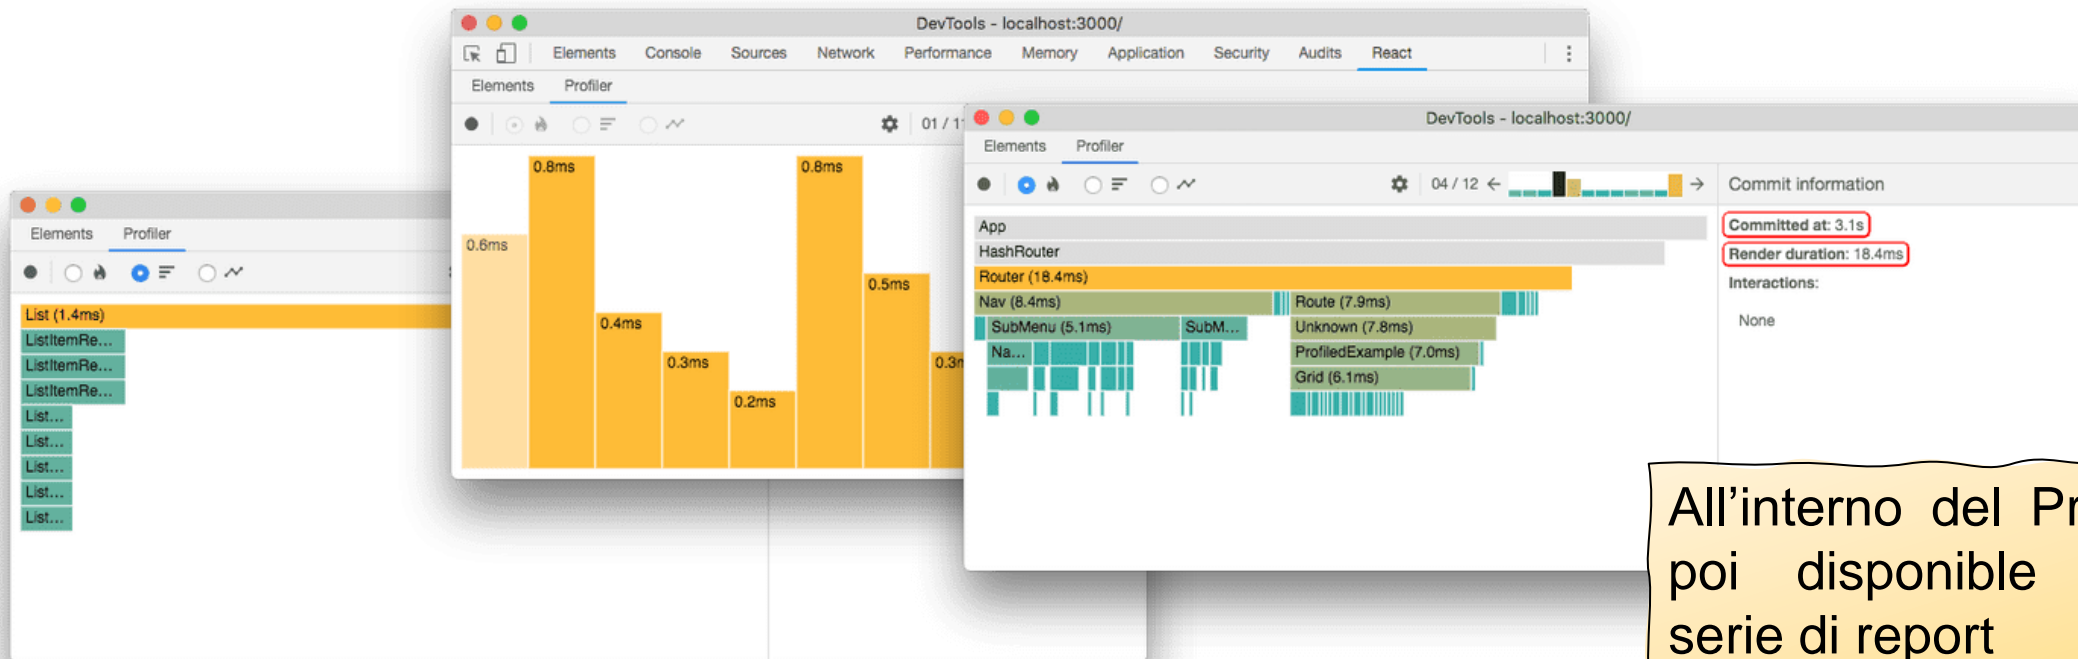 DevTools - localhost:3000/
Elements Console Sources Network Performance Memory Application Security Audits React
Elements Profiler
01 / 11
0.6ms
0.8ms
0.4ms
0.3ms
0.2ms
0.8ms
0.5ms
DevTools - localhost:3000/
Elements Profiler
04 / 12
Commit information
App
HashRouter
Router (18.4ms)
Nav (8.4ms) Route (7.9ms)
SubMenu (5.1ms) SubM... Unknown (7.8ms)
Na... ProfiledExample (7.0ms)
Grid (6.1ms)
Committed at: 3.1s
Render duration: 18.4ms
Interactions:
None
Elements Profiler
List (1.4ms)
ListItemRe...
ListItemRe...
ListItemRe...
List...
List...
List...
List...
List...
All’interno del
poi disponible
serie di report